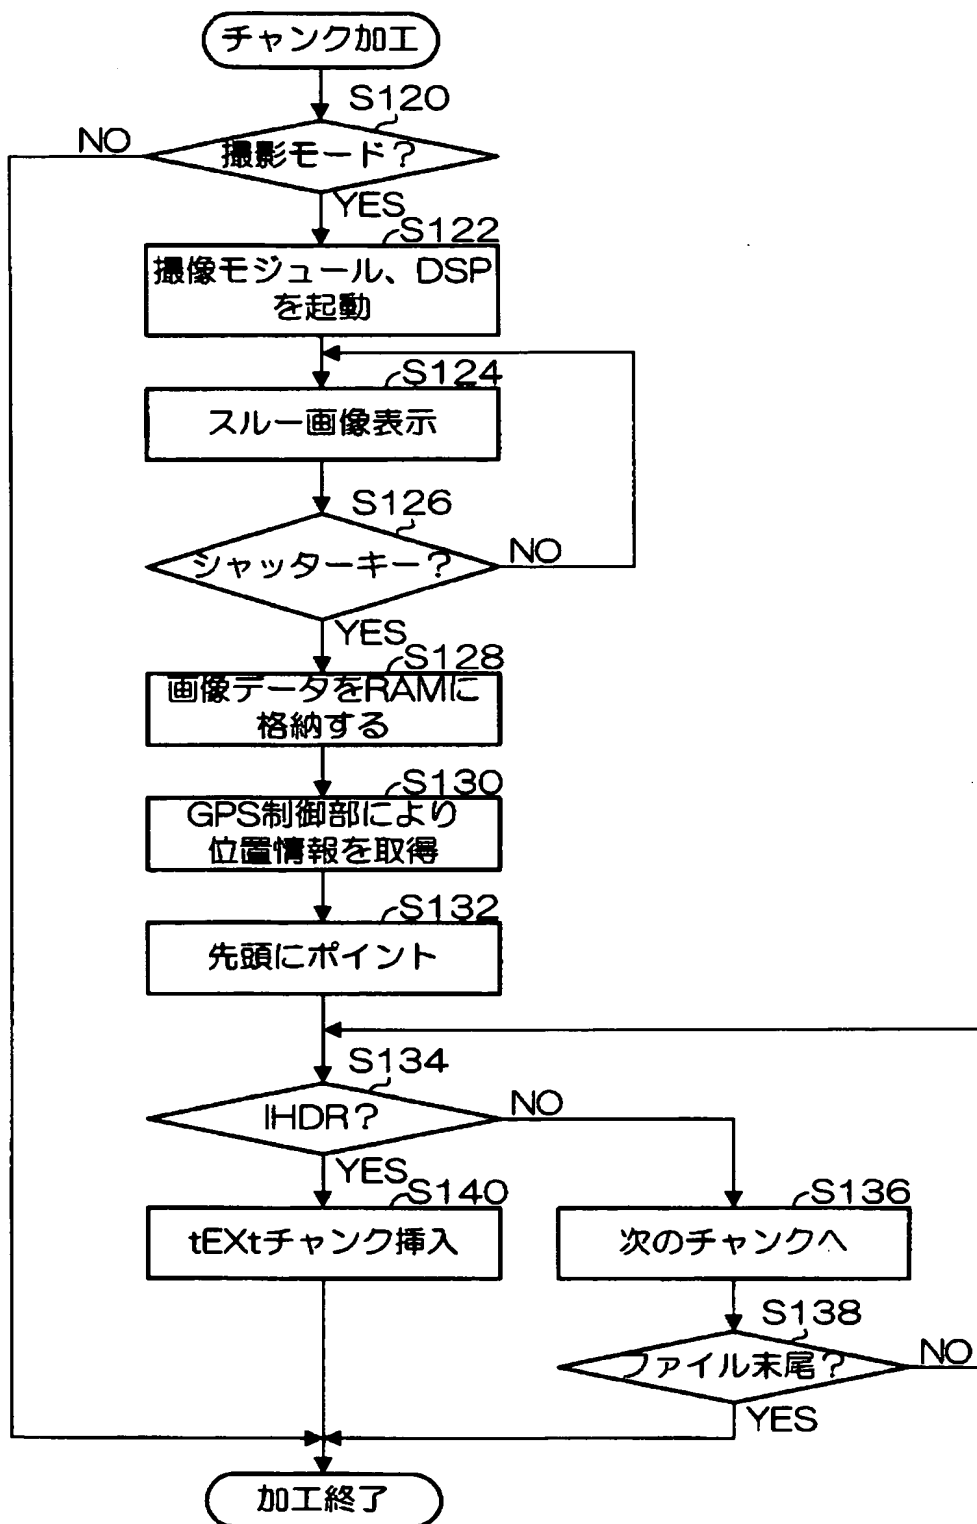 チャンク加工
S120
NO
撮影モード?
YES
S122
撮像モジュール、DSP
を起動
S124
スルー画像表示
S126
シャッターキー?
NO
YES
S128
画像データをRAMに
格納する
S130
GPS制御部により
位置情報を取得
S132
先頭にポイント
S134
IHDR?
NO
YES
S140
S136
tEXtチャンク挿入
次のチャンクへ
S138
ファイル末尾?
NO
YES
加工終了